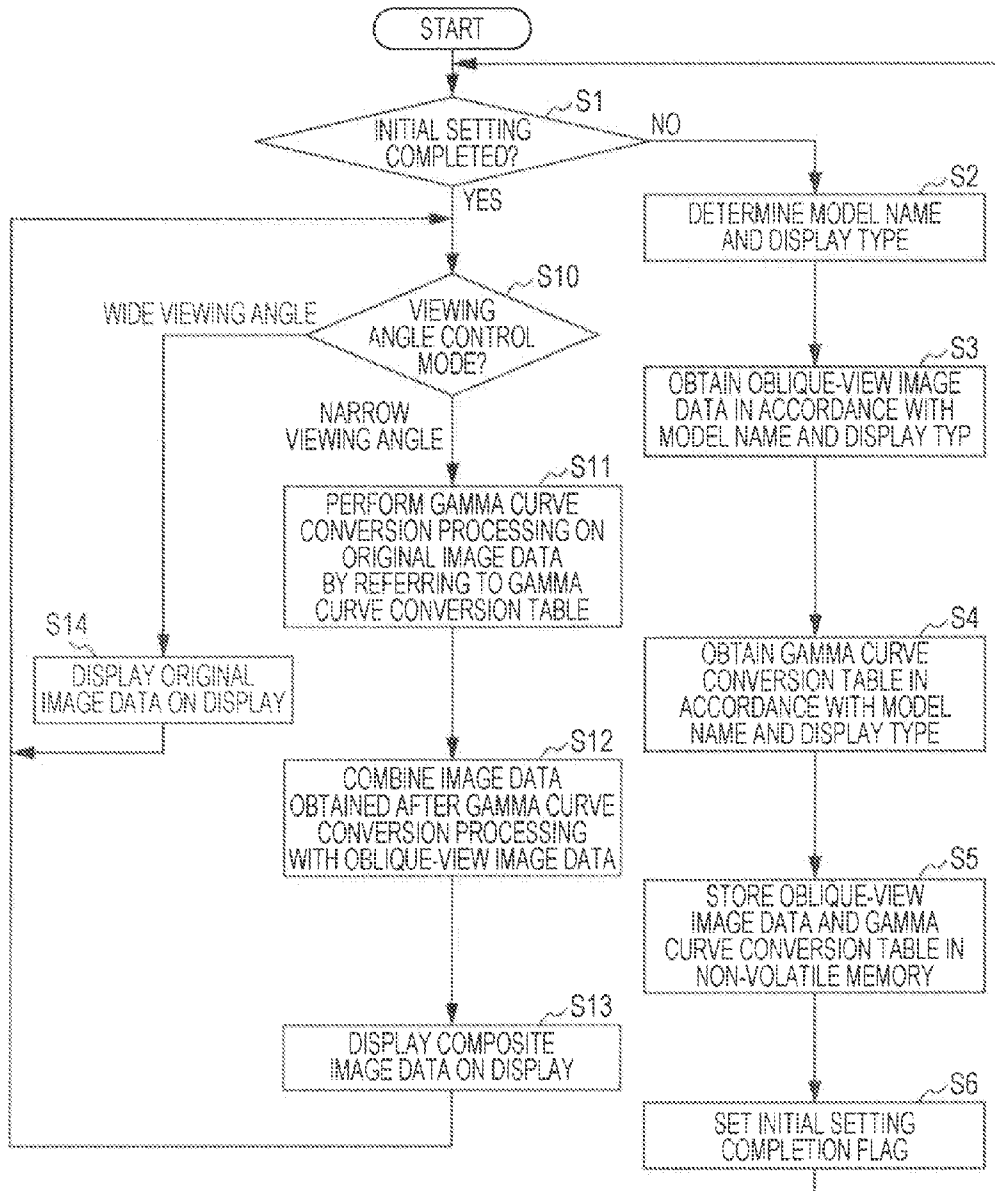 START
S1
INITIAL SETTING
COMPLETED?
NO
YES
S2
DETERMINE MODEL NAME
AND DISPLAY TYPE
S10
VIEWING
ANGLE CONTROL
MODE?
WIDE VIEWING ANGLE
NARROW
VIEWING ANGLE
S3
OBTAIN OBLIQUE-VIEW IMAGE
DATA IN ACCORDANCE WITH
MODEL NAME AND DISPLAY TYP
S11
PERFORM GAMMA CURVE
CONVERSION PROCESSING ON
ORIGINAL IMAGE DATA
BY REFERRING TO GAMMA
CURVE CONVERSION TABLE
S14
DISPLAY ORIGINAL
IMAGE DATA ON DISPLAY
S4
OBTAIN GAMMA CURVE
CONVERSION TABLE IN
ACCORDANCE WITH MODEL
NAME AND DISPLAY TYPE
S12
COMBINE IMAGE DATA
OBTAINED AFTER GAMMA CURVE
CONVERSION PROCESSING
WITH OBLIQUE-VIEW IMAGE DATA
S5
STORE OBLIQUE-VIEW
IMAGE DATA AND GAMMA
CURVE CONVERSION TABLE IN
NON-VOLATILE MEMORY
S13
DISPLAY COMPOSITE
IMAGE DATA ON DISPLAY
S6
SET INITIAL SETTING
COMPLETION FLAG